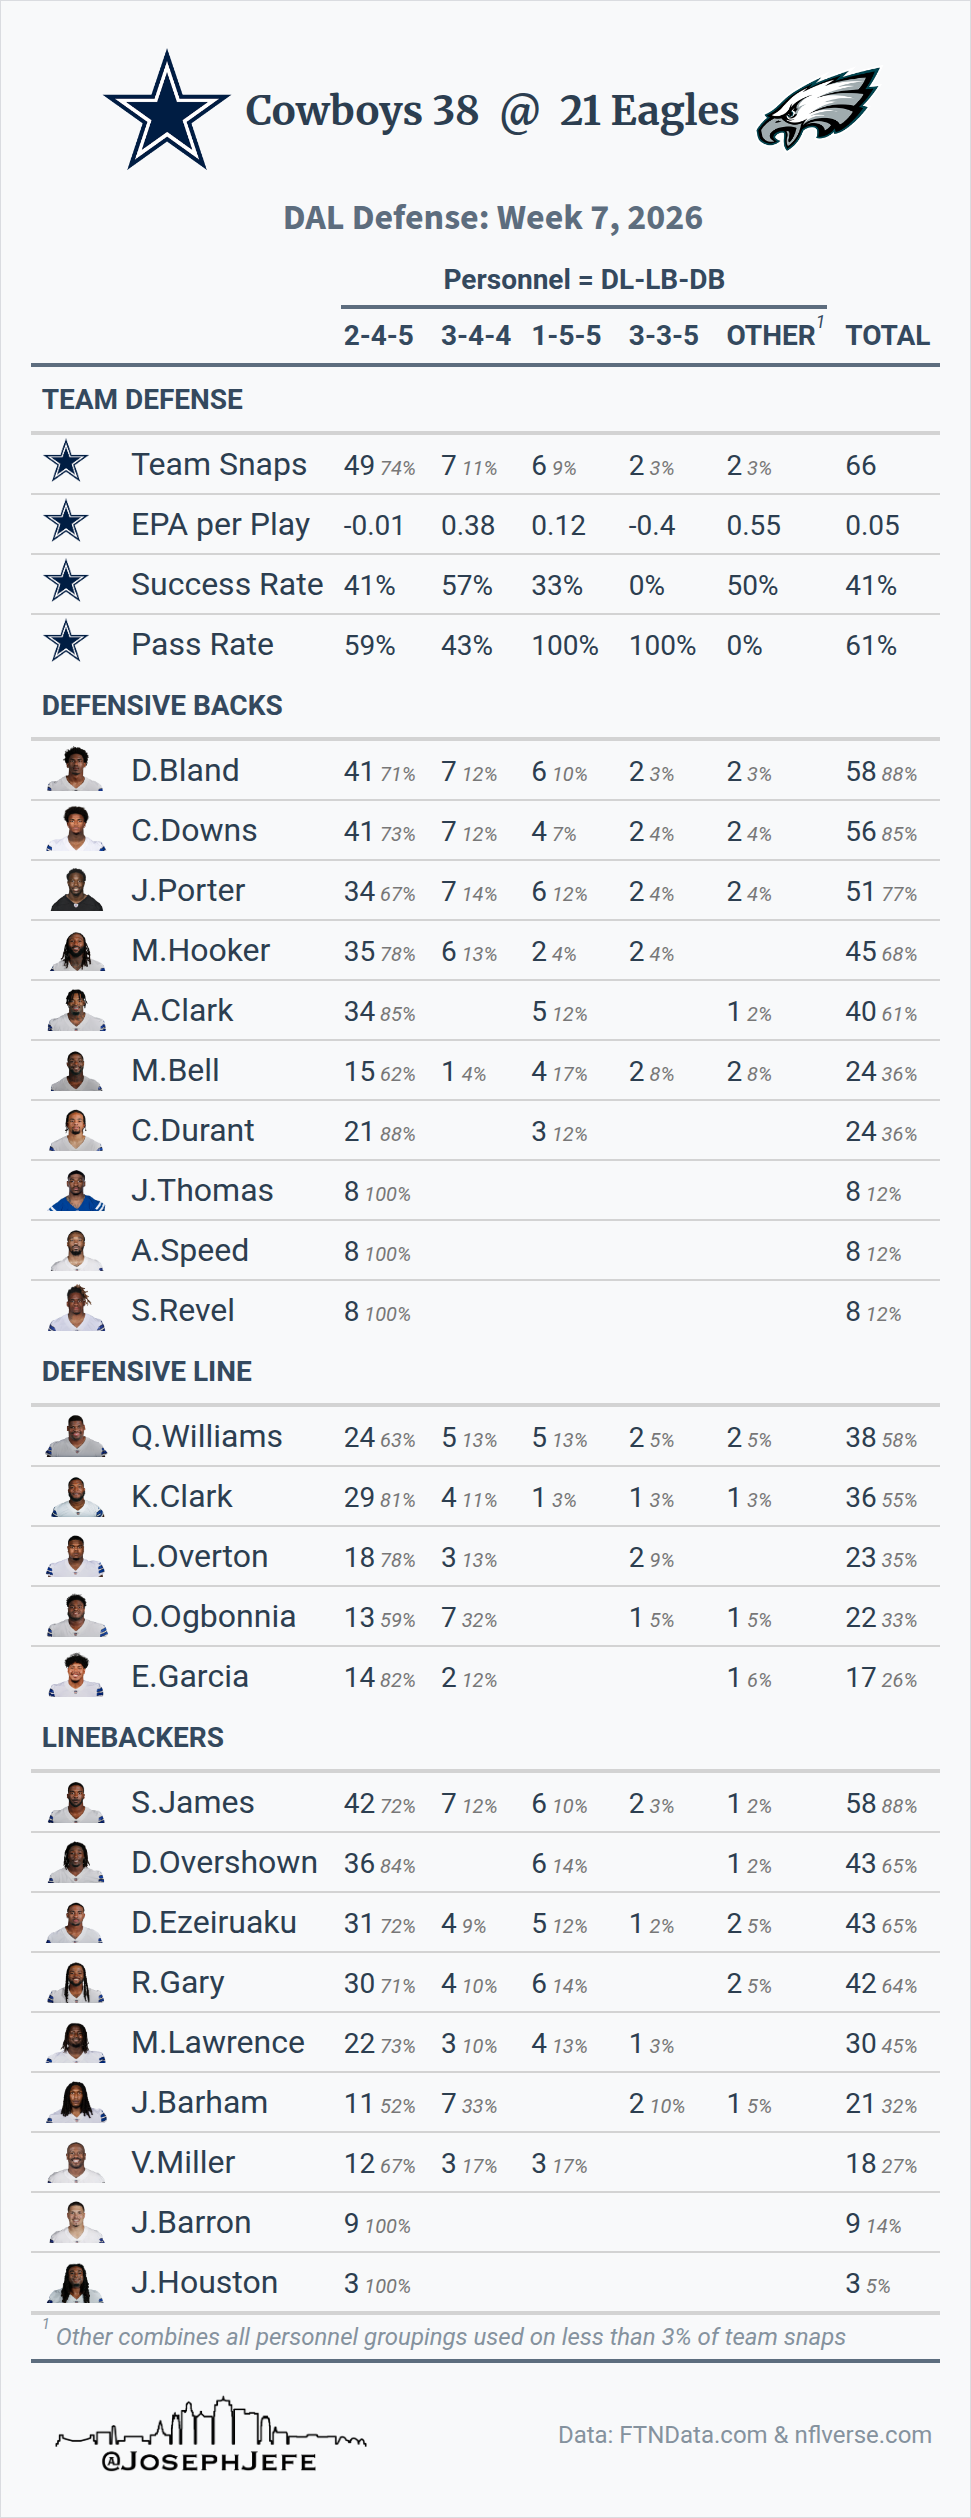 Cowboys 38 @ 21 Eagles
DAL Defense: Week 7, 2026
Personnel = DL-LB-DB
2-4-5 3-4-4 1-5-5 3-3-5 OTHER1 TOTAL
TEAM DEFENSE
Team Snaps 49 74% 7 11% 6 9% 2 3% 2 3% 66
EPA per Play -0.01 0.38 0.12 -0.4 0.55 0.05
Success Rate 41% 57% 33% 0% 50% 41%
Pass Rate 59% 43% 100% 100% 0% 61%
DEFENSIVE BACKS
D.Bland 41 71% 7 12% 6 10% 2 3% 2 3% 58 88%
C.Downs 41 73% 7 12% 4 7% 2 4% 2 4% 56 85%
J.Porter 34 67% 7 14% 6 12% 2 4% 2 4% 51 77%
M.Hooker 35 78% 6 13% 2 4% 2 4% 45 68%
A.Clark 34 85% 5 12% 1 2% 40 61%
M.Bell 15 62% 1 4% 4 17% 2 8% 2 8% 24 36%
C.Durant 21 88% 3 12% 24 36%
J.Thomas 8 100% 8 12%
A.Speed 8 100% 8 12%
S.Revel 8 100% 8 12%
DEFENSIVE LINE
Q.Williams 24 63% 5 13% 5 13% 2 5% 2 5% 38 58%
K.Clark 29 81% 4 11% 1 3% 1 3% 1 3% 36 55%
L.Overton 18 78% 3 13% 2 9% 23 35%
O.Ogbonnia 13 59% 7 32% 1 5% 1 5% 22 33%
E.Garcia 14 82% 2 12% 1 6% 17 26%
LINEBACKERS
S.James 42 72% 7 12% 6 10% 2 3% 1 2% 58 88%
D.Overshown 36 84% 6 14% 1 2% 43 65%
D.Ezeiruaku 31 72% 4 9% 5 12% 1 2% 2 5% 43 65%
R.Gary 30 71% 4 10% 6 14% 2 5% 42 64%
M.Lawrence 22 73% 3 10% 4 13% 1 3% 30 45%
J.Barham 11 52% 7 33% 2 10% 1 5% 21 32%
V.Miller 12 67% 3 17% 3 17% 18 27%
J.Barron 9 100% 9 14%
J.Houston 3 100% 3 5%
1 Other combines all personnel groupings used on less than 3% of team snaps
@JOSEPHJEFE
Data: FTNData.com & nflverse.com